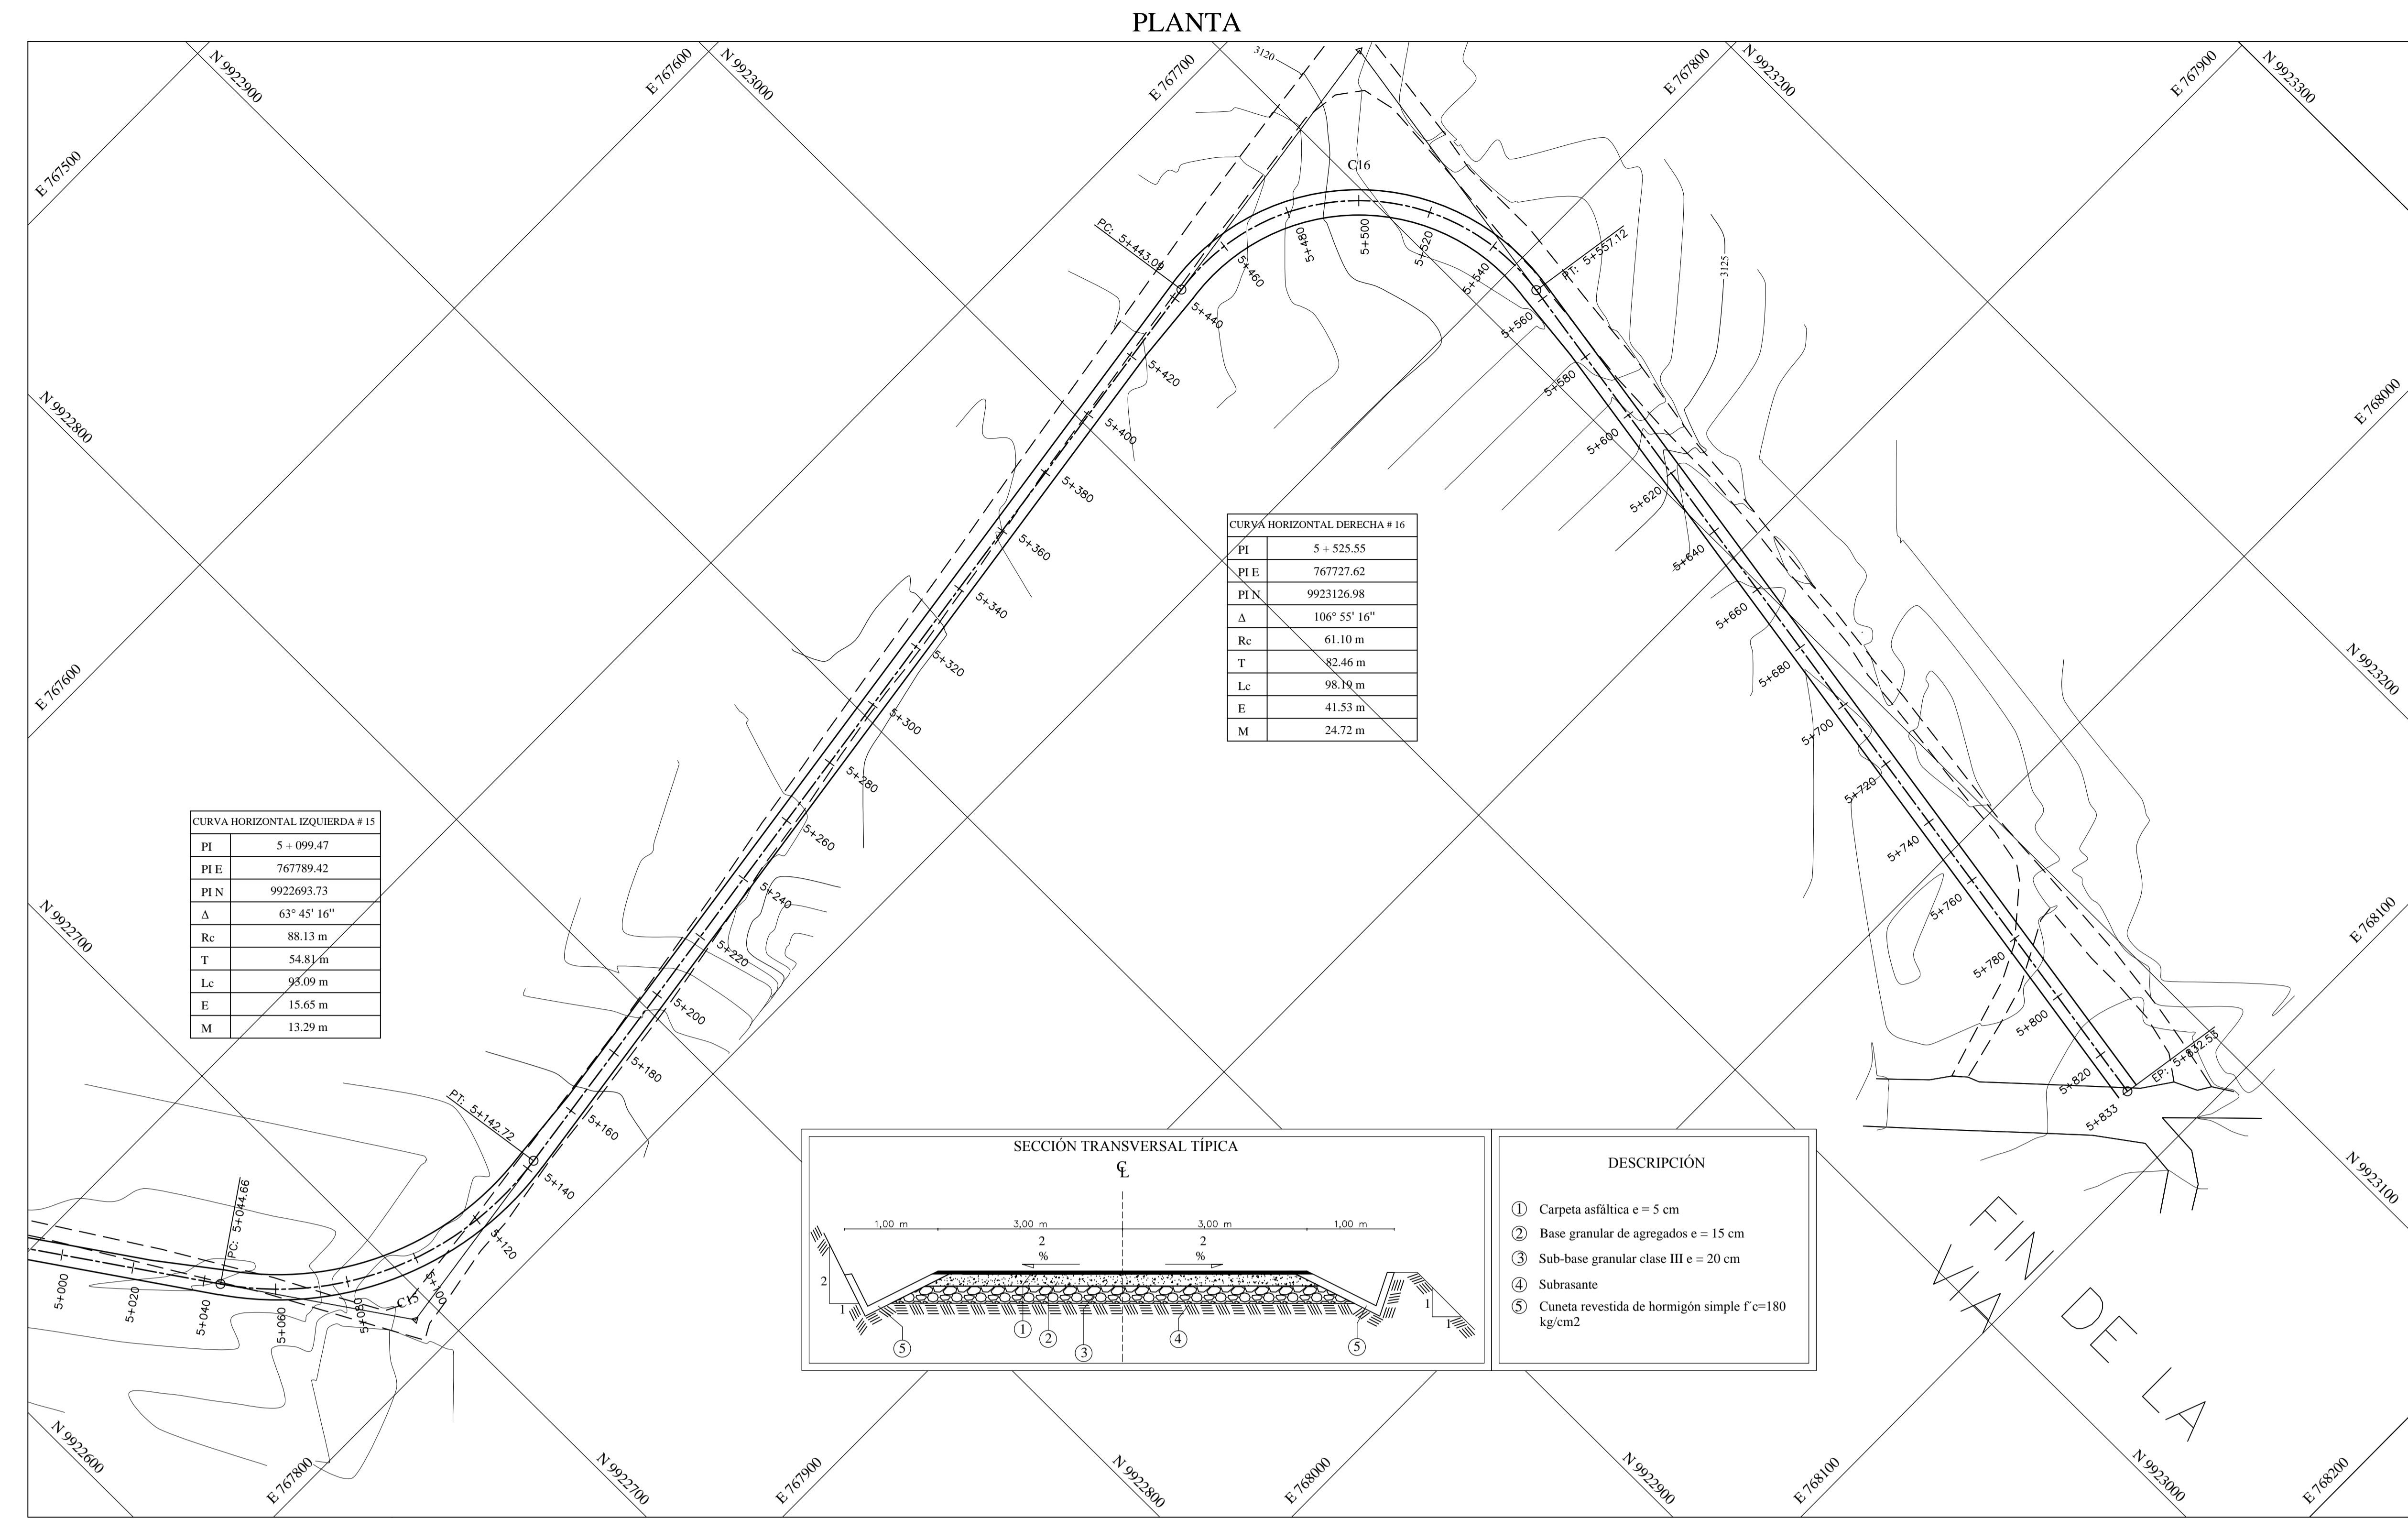 PLANTA
N 9922900
E 767600
N 9923000
3120
E 767700
E 767800
N 9923200
E 767900
N 9923300
E 767500
C16
PC: 5+443.09
PT: 5+557.12
3125
N 9922800
E 768000
5+440
5+460
5+480
5+500
5+520
5+540
5+560
5+580
5+600
5+620
5+640
5+660
5+680
5+700
5+720
5+740
5+760
5+780
5+800
5+820
5+833
EP: 5+832.53
5+420
5+400
5+380
5+360
5+340
5+320
5+300
5+280
5+260
5+240
5+220
5+200
5+180
5+160
5+140
5+120
5+100
5+080
5+060
5+040
5+020
5+000
CURVA HORIZONTAL DERECHA # 16
PI 5 + 525.55
PI E 767727.62
PI N 9923126.98
Δ 106° 55' 16"
Rc 61.10 m
T 82.46 m
Lc 98.19 m
E 41.53 m
M 24.72 m
E 767600
N 9923200
CURVA HORIZONTAL IZQUIERDA # 15
PI 5 + 099.47
PI E 767789.42
PI N 9922693.73
Δ 63° 45' 16"
Rc 88.13 m
T 54.81 m
Lc 93.09 m
E 15.65 m
M 13.29 m
N 9922700
E 768100
PT: 5+142.72
PC: 5+044.66
C15
SECCIÓN TRANSVERSAL TÍPICA
C L
1,00 m 3,00 m 3,00 m 1,00 m
2 2
% %
2
1
1
1
1
2
3
4
5
5
DESCRIPCIÓN
1 Carpeta asfáltica e = 5 cm
2 Base granular de agregados e = 15 cm
3 Sub-base granular clase III e = 20 cm
4 Subrasante
5 Cuneta revestida de hormigón simple f´c=180
kg/cm2
N 9923100
FIN DE LA
VIA
N 9922600
E 767800
N 9922700
E 767900
N 9922800
E 768000
N 9922900
E 768100
N 9923000
E 768200